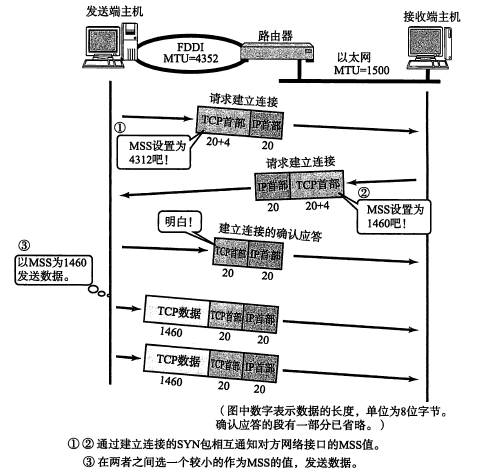 发送端主机
接收端主机
FDDI
MTU=4352
路由器
以太网
MTU=1500
请求建立连接
①
TCP首部 IP首部
20+4 20
MSS设置为
4312吧!
请求建立连接
IP首部 TCP首部
20 20+4
②
MSS设置为
1460吧!
明白!
建立连接的确认应答
TCP首部 IP首部
20 20
③
以MSS为1460
发送数据。
TCP数据 TCP首部 IP首部
1460 20 20
TCP数据 TCP首部 IP首部
1460 20 20
(图中数字表示数据的长度,单位为8位字节。
确认应答的段有一部分已省略。)
①②通过建立连接的SYN包相互通知对方网络接口的MSS值。
③在两者之间选一个较小的作为MSS的值,发送数据。